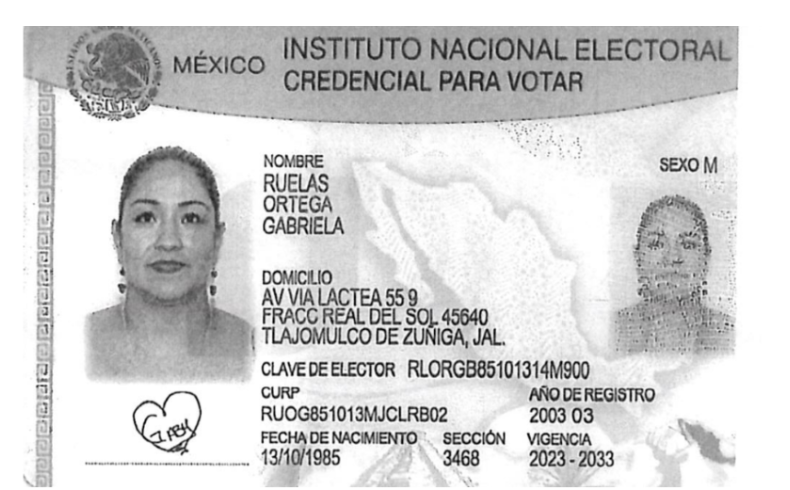 MÉXICO
INSTITUTO NACIONAL ELECTORAL
CREDENCIAL PARA VOTAR
NOMBRE
RUELAS
ORTEGA
GABRIELA
SEXO M
DOMICILIO
AV VIA LACTEA 55 9
FRACC REAL DEL SOL 45640
TLAJOMULCO DE ZUÑIGA, JAL.
CLAVE DE ELECTOR RLORGB85101314M900
CURP
RUOG851013MJCLRB02
AÑO DE REGISTRO
2003 03
FECHA DE NACIMIENTO
13/10/1985
SECCIÓN
3468
VIGENCIA
2023 - 2033